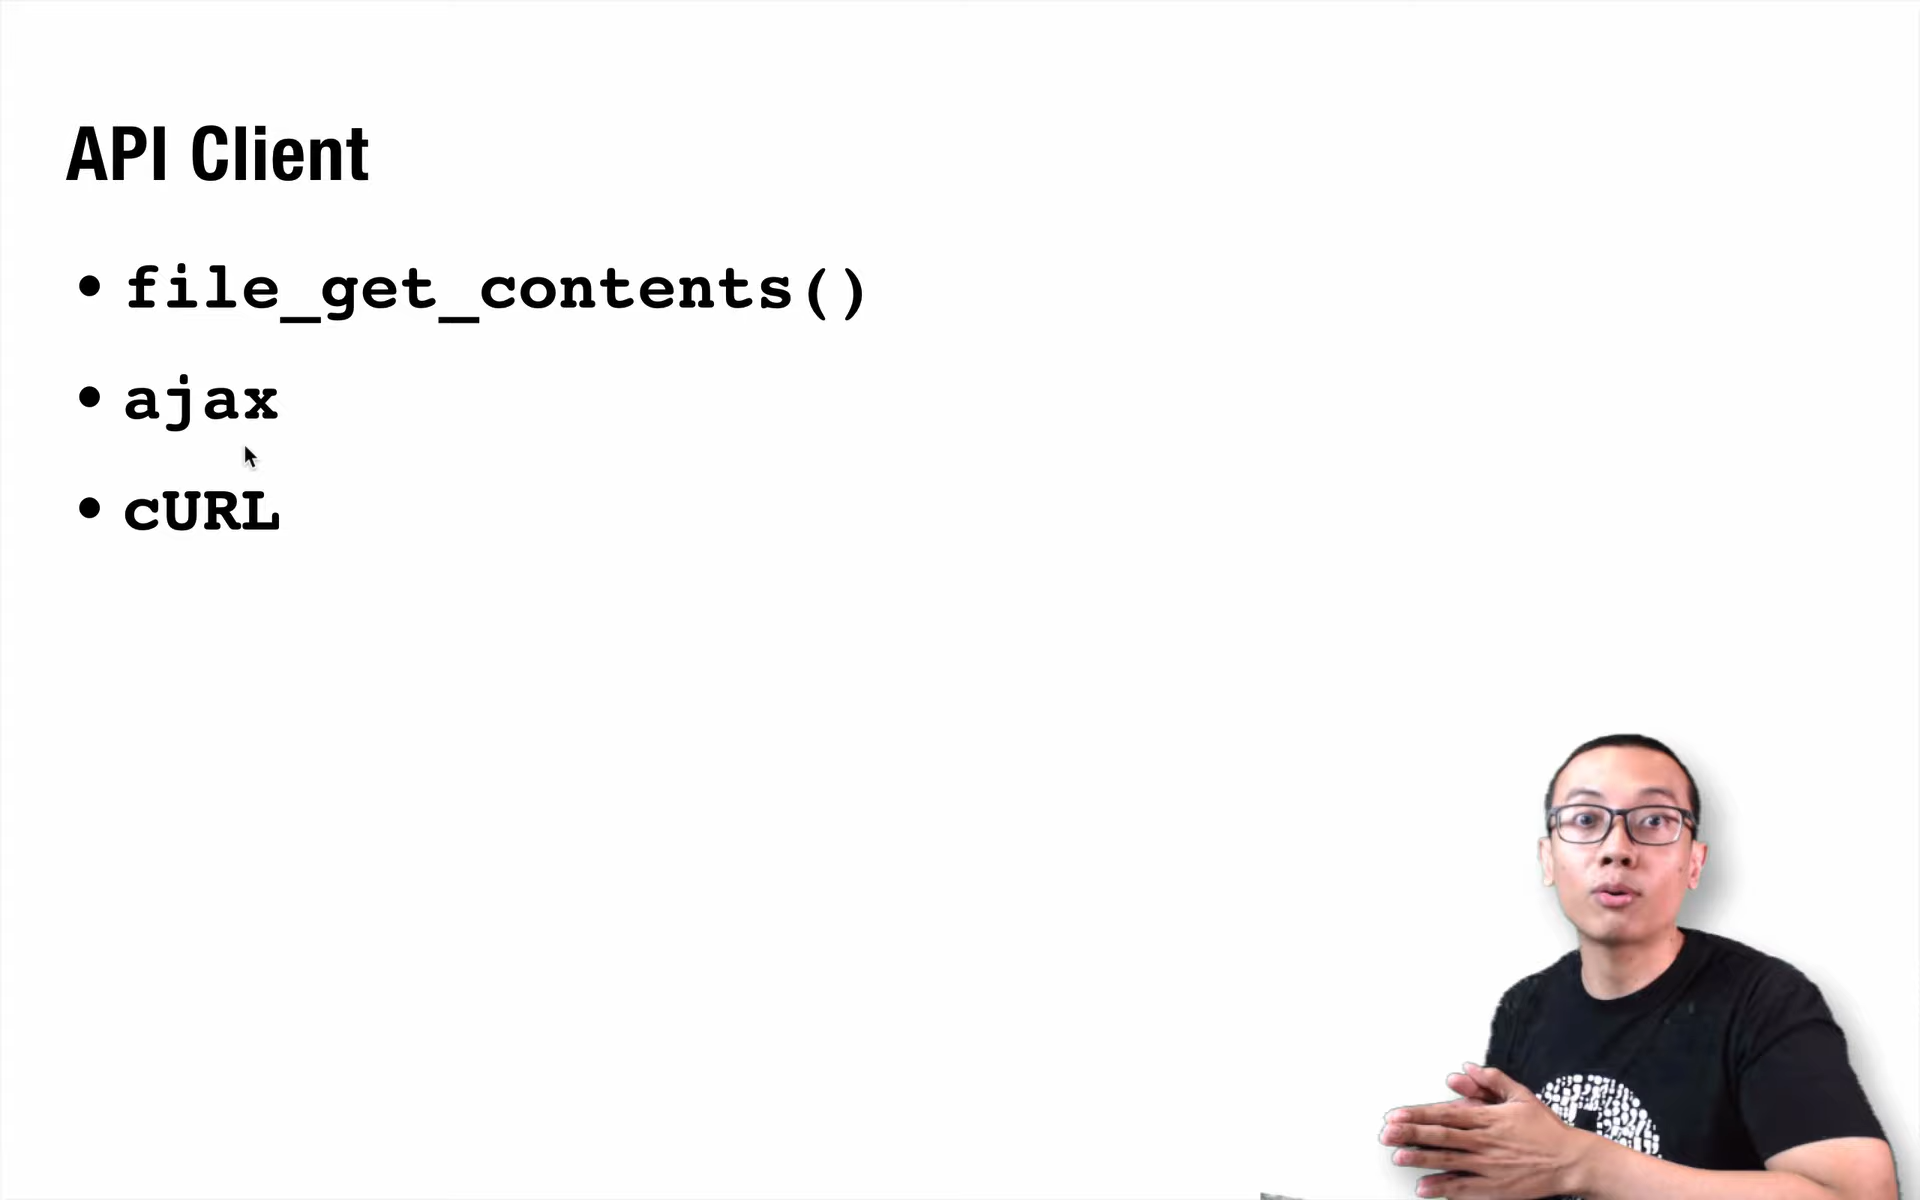 API Client
• file_get_contents()
• ajax
• cURL